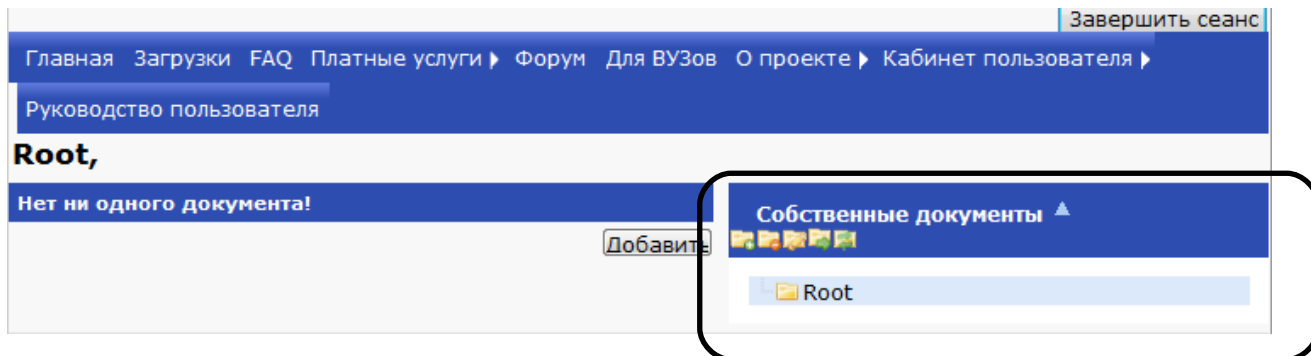 Завершить сеанс
Главная Загрузки FAQ Платные услуги Форум Для ВУЗов О проекте Кабинет пользователя
Руководство пользователя
Root,
Нет ни одного документа!
Собственные документы
Добавить
Root